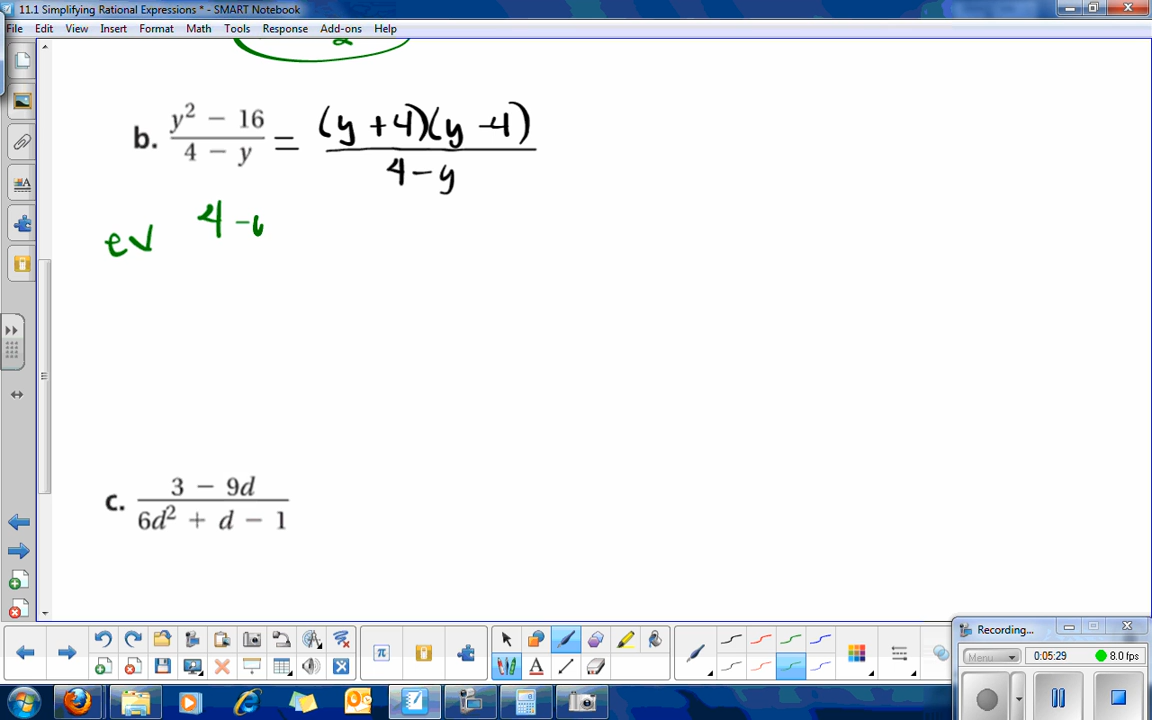 11.1 Simplifying Rational Expressions * - SMART Notebook
File Edit View Insert Format Math Tools Response Add-ons Help
2
b. y² − 16 / 4 − y = (y + 4)(y − 4) / 4 − y
ev 4 −
c. 3 − 9d / 6d² + d − 1
Recording...
Menu 0:05:29 8.0 fps